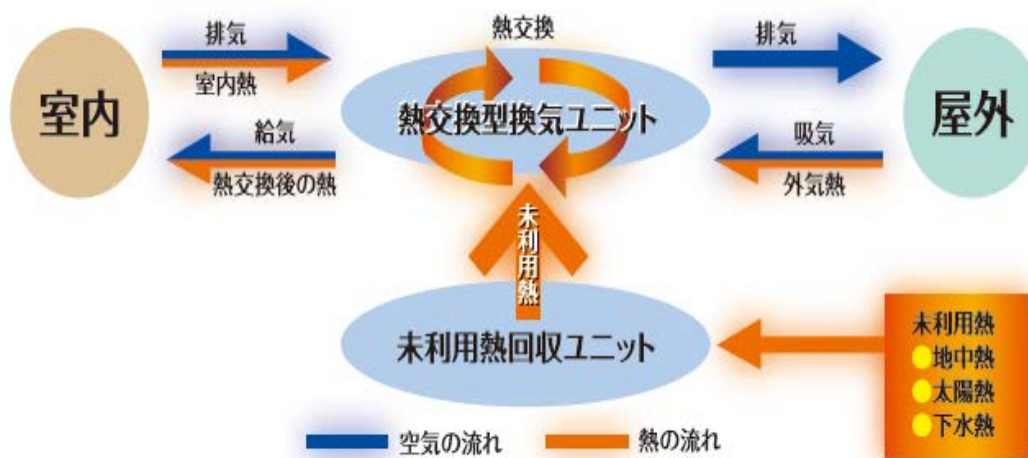 熱交換
排気
排気
室内熱
室内
熱交換型換気ユニット
屋外
給気
吸気
熱交換後の熱
外気熱
未利用熱
未利用熱回収ユニット
未利用熱
地中熱
太陽熱
下水熱
空気の流れ
熱の流れ